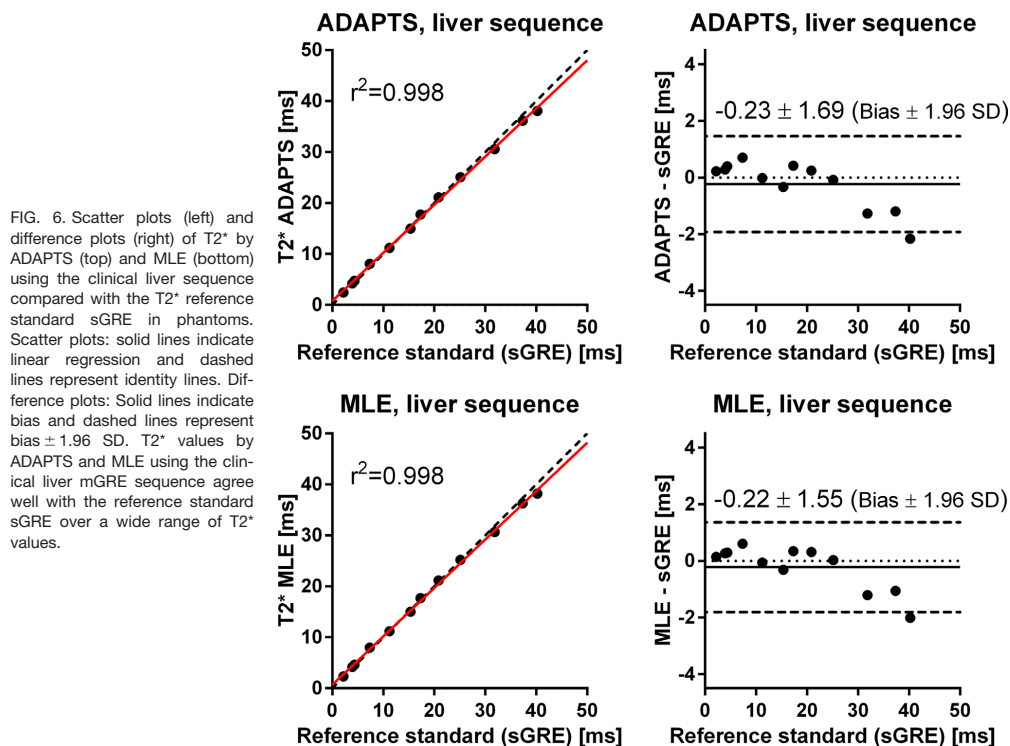 FIG. 6. Scatter plots (left) and
difference plots (right) of T2* by
ADAPTS (top) and MLE (bottom)
using the clinical liver sequence
compared with the T2* reference
standard sGRE in phantoms.
Scatter plots: solid lines indicate
linear regression and dashed
lines represent identity lines. Dif-
ference plots: Solid lines indicate
bias and dashed lines represent
bias ± 1.96 SD. T2* values by
ADAPTS and MLE using the clin-
ical liver mGRE sequence agree
well with the reference standard
sGRE over a wide range of T2*
values.
ADAPTS, liver sequence
r²=0.998
T2* ADAPTS [ms]
50
40
30
20
10
0
0 10 20 30 40 50
Reference standard (sGRE) [ms]
ADAPTS, liver sequence
-0.23 ± 1.69 (Bias ± 1.96 SD)
ADAPTS - sGRE [ms]
4
2
0
-2
-4
0 10 20 30 40 50
Reference standard (sGRE) [ms]
MLE, liver sequence
r²=0.998
T2* MLE [ms]
50
40
30
20
10
0
0 10 20 30 40 50
Reference standard (sGRE) [ms]
MLE, liver sequence
-0.22 ± 1.55 (Bias ± 1.96 SD)
MLE - sGRE [ms]
4
2
0
-2
-4
0 10 20 30 40 50
Reference standard (sGRE) [ms]